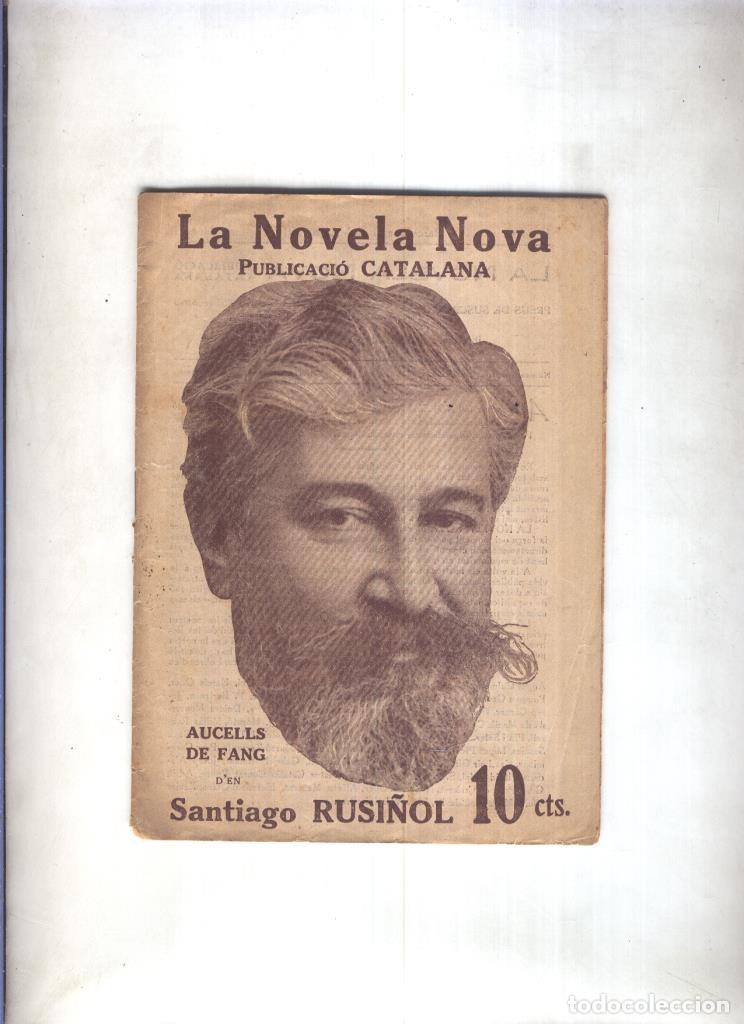 La Novela Nova
PUBLICACIÓ CATALANA
AUCELLS
DE FANG
D'EN
Santiago RUSIÑOL 10 cts.
todocoleccion